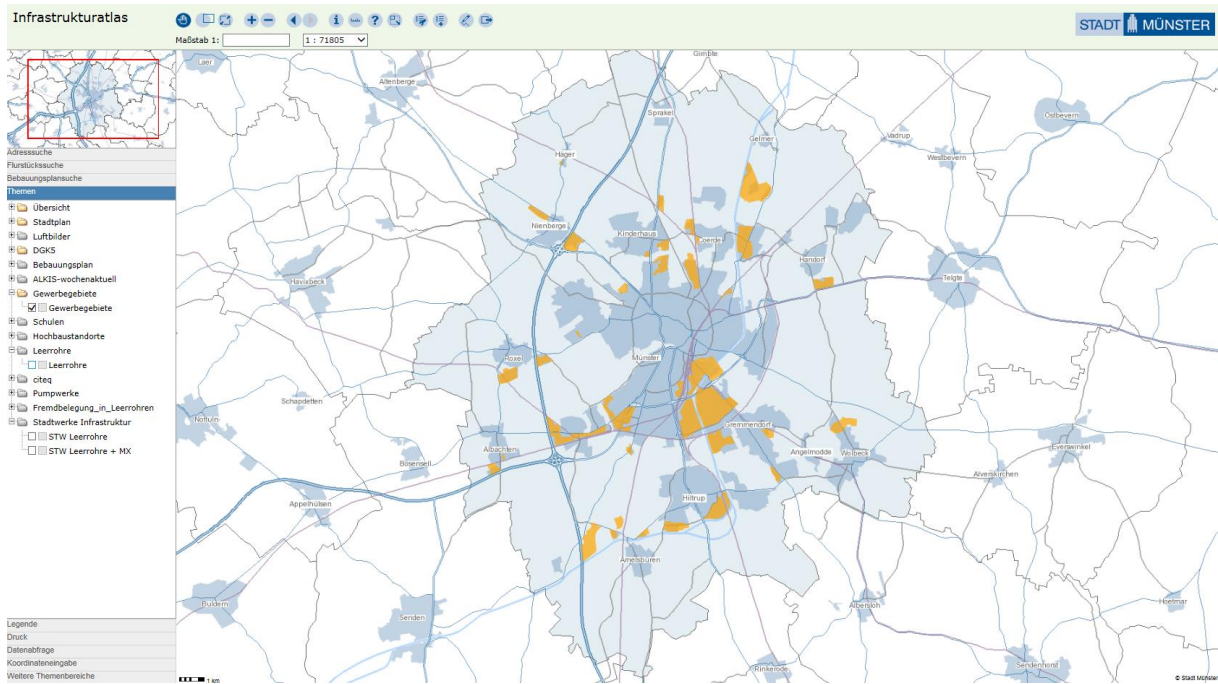 Infrastrukturatlas
Maßstab 1:
1 : 71805
STADT MÜNSTER
Adresssuche
Flurstückssuche
Bebauungsplansuche
Themen
Übersicht
Stadtplan
Luftbilder
DGK5
Bebauungsplan
ALKIS-wochenaktuell
Gewerbegebiete
Gewerbegebiete
Schulen
Hochbaustandorte
Leerrohre
Leerrohre
citeq
Pumpwerke
Fremdbelegung_in_Leerrohren
Stadtwerke Infrastruktur
STW Leerrohre
STW Leerrohre + MX
Legende
Druck
Datenabfrage
Koordinateneingabe
Weitere Themenbereiche
Laer
Gimbte
Altenberge
Sprakel
Ostbevern
Gelmer
Vadrup
Westbevern
Häger
Nienberge
Kinderhaus
Coerde
Handorf
Havixbeck
Telgte
Roxel
Münster
Schapdetten
Nottuln
Gremmendorf
Albachten
Angelmodde
Wolbeck
Everswinkel
Bösensell
Alverskirchen
Hiltrup
Appelhülsen
Amelsbüren
Buldern
Senden
Albersloh
Hoetmar
Rinkerode
Sendenhorst
1 km
© Stadt Münster